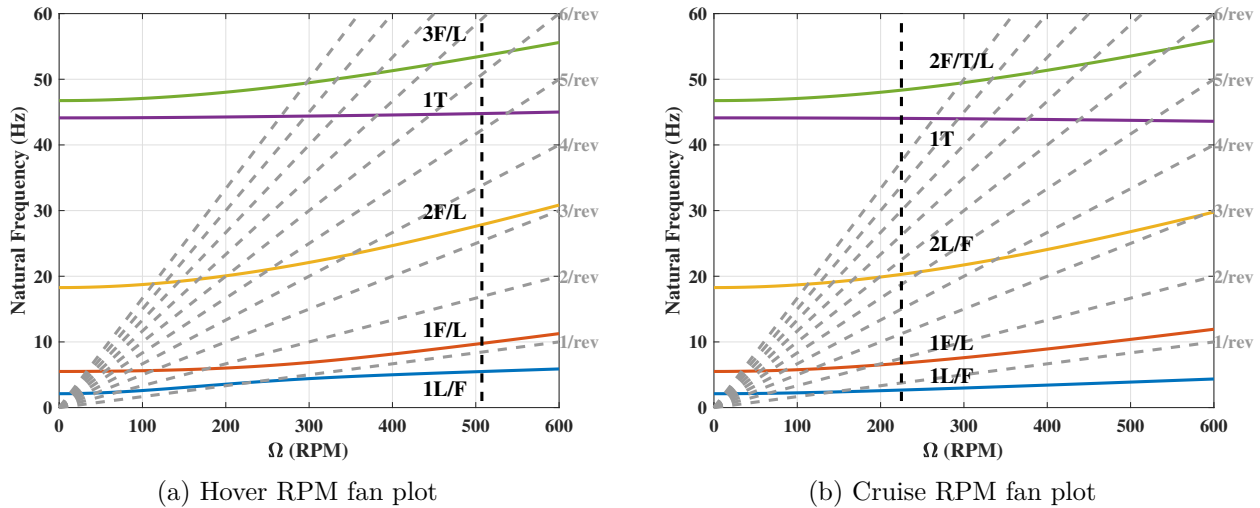 60
50
40
30
20
10
0
Natural Frequency (Hz)
0 100 200 300 400 500 600
Ω (RPM)
3F/L
1T
2F/L
1F/L
1L/F
6/rev
5/rev
4/rev
3/rev
2/rev
1/rev
(a) Hover RPM fan plot
60
50
40
30
20
10
0
Natural Frequency (Hz)
0 100 200 300 400 500 600
Ω (RPM)
2F/T/L
1T
2L/F
1F/L
1L/F
6/rev
5/rev
4/rev
3/rev
2/rev
1/rev
(b) Cruise RPM fan plot